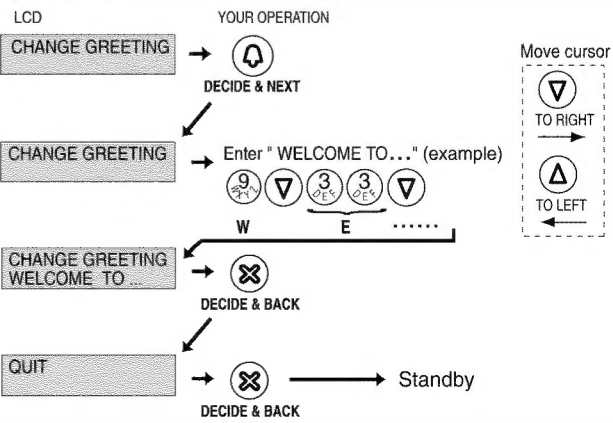 LCD YOUR OPERATION
CHANGE GREETING
DECIDE & NEXT
Move cursor
TO RIGHT
TO LEFT
CHANGE GREETING
Enter " WELCOME TO..." (example)
9 WXYZ 3 DEF 3 DEF
W E ......
CHANGE GREETING
WELCOME TO ...
DECIDE & BACK
QUIT
Standby
DECIDE & BACK